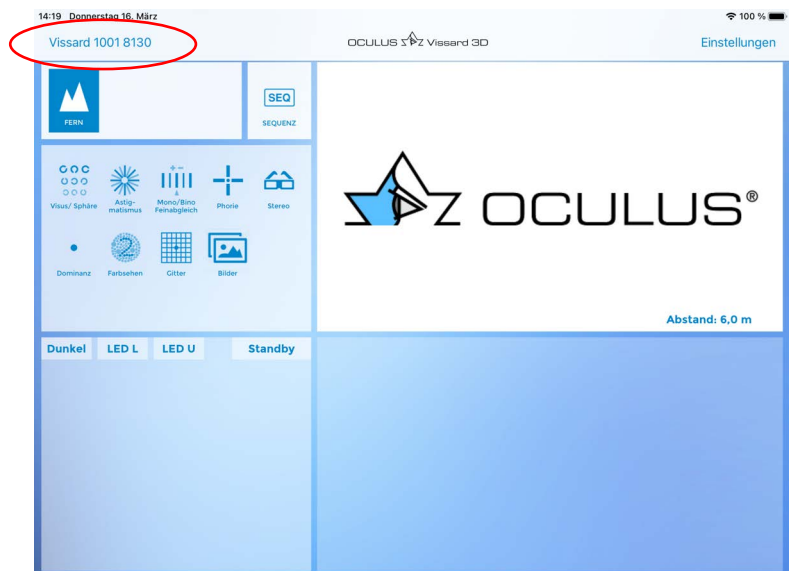 14:19 Donnerstag 16. März
100 %
Vissard 1001 8130
OCULUS Vissard 3D
Einstellungen
FERN
SEQ
SEQUENZ
Visus/ Sphäre
Astig-
matismus
Mono/Bino
Feinabgleich
Phorie
Stereo
Dominanz
2
Farbsehen
Gitter
Bilder
OCULUS®
Abstand: 6,0 m
Dunkel
LED L
LED U
Standby